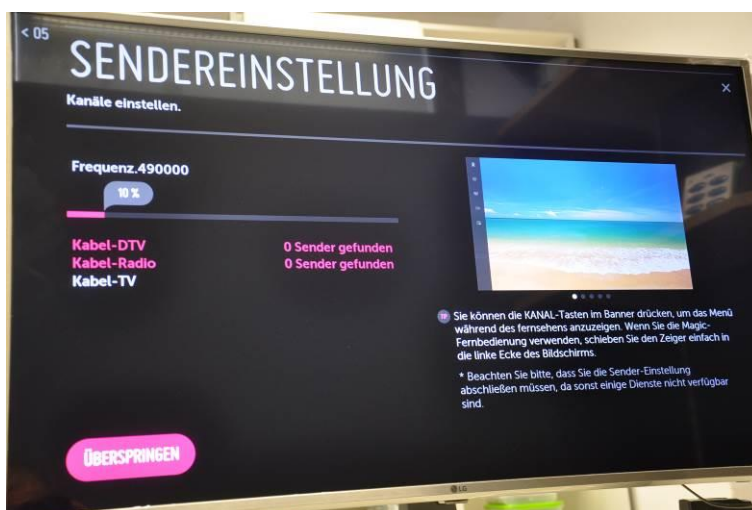 < 05
SENDEREINSTELLUNG
Kanäle einstellen.
Frequenz.490000
10 %
Kabel-DTV 0 Sender gefunden
Kabel-Radio 0 Sender gefunden
Kabel-TV
TIP Sie können die KANAL-Tasten im Banner drücken, um das Menü
während des fernsehens anzuzeigen. Wenn Sie die Magic-
Fernbedienung verwenden, schieben Sie den Zeiger einfach in
die linke Ecke des Bildschirms.
* Beachten Sie bitte, dass Sie die Sender-Einstellung
abschließen müssen, da sonst einige Dienste nicht verfügbar
sind.
ÜBERSPRINGEN
LG